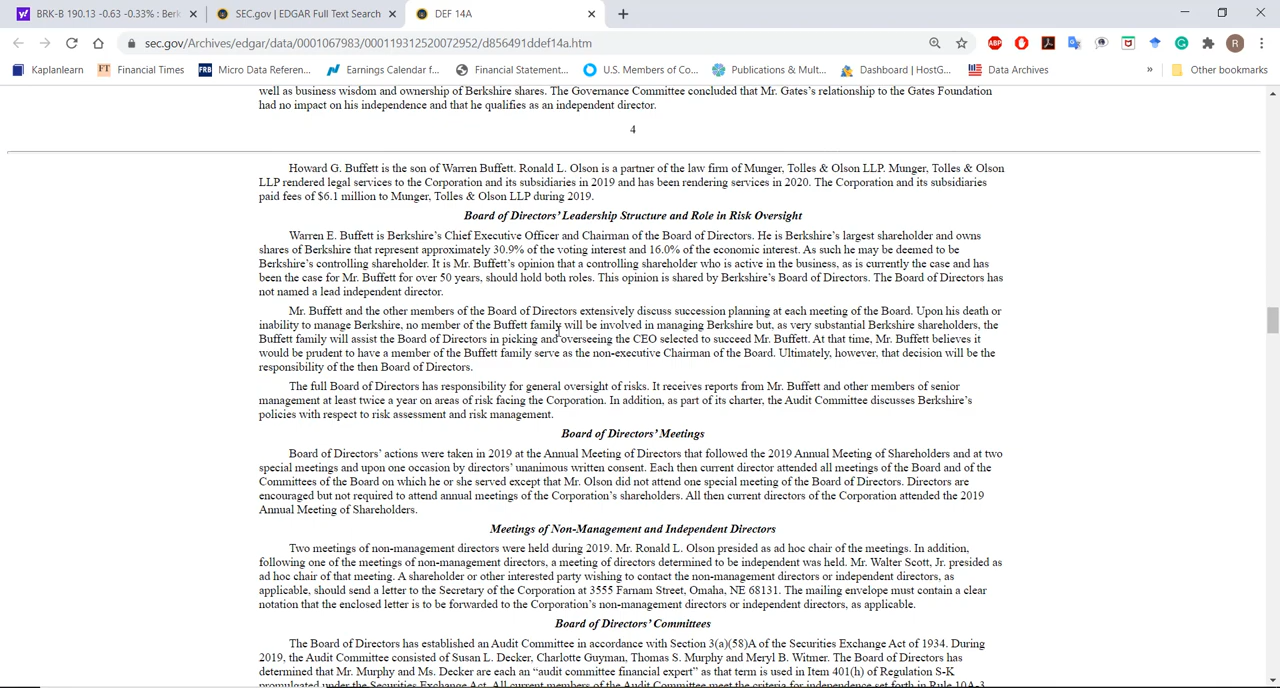 BRK-B 190.13 -0.63 -0.33% : Berk
SEC.gov | EDGAR Full Text Search
DEF 14A
sec.gov/Archives/edgar/data/0001067983/000119312520072952/d856491ddef14a.htm
ABP
R
Kaplanlearn
FT Financial Times
FRB Micro Data Referen...
Earnings Calendar f...
Financial Statement...
U.S. Members of Co...
Publications & Mult...
Dashboard | HostG...
Data Archives
»
Other bookmarks
well as business wisdom and ownership of Berkshire shares. The Governance Committee concluded that Mr. Gates's relationship to the Gates Foundation
had no impact on his independence and that he qualifies as an independent director.
4
Howard G. Buffett is the son of Warren Buffett. Ronald L. Olson is a partner of the law firm of Munger, Tolles & Olson LLP. Munger, Tolles & Olson
LLP rendered legal services to the Corporation and its subsidiaries in 2019 and has been rendering services in 2020. The Corporation and its subsidiaries
paid fees of $6.1 million to Munger, Tolles & Olson LLP during 2019.
Board of Directors' Leadership Structure and Role in Risk Oversight
Warren E. Buffett is Berkshire's Chief Executive Officer and Chairman of the Board of Directors. He is Berkshire's largest shareholder and owns
shares of Berkshire that represent approximately 30.9% of the voting interest and 16.0% of the economic interest. As such he may be deemed to be
Berkshire's controlling shareholder. It is Mr. Buffett's opinion that a controlling shareholder who is active in the business, as is currently the case and has
been the case for Mr. Buffett for over 50 years, should hold both roles. This opinion is shared by Berkshire's Board of Directors. The Board of Directors has
not named a lead independent director.
Mr. Buffett and the other members of the Board of Directors extensively discuss succession planning at each meeting of the Board. Upon his death or
inability to manage Berkshire, no member of the Buffett family will be involved in managing Berkshire but, as very substantial Berkshire shareholders, the
Buffett family will assist the Board of Directors in picking and overseeing the CEO selected to succeed Mr. Buffett. At that time, Mr. Buffett believes it
would be prudent to have a member of the Buffett family serve as the non-executive Chairman of the Board. Ultimately, however, that decision will be the
responsibility of the then Board of Directors.
The full Board of Directors has responsibility for general oversight of risks. It receives reports from Mr. Buffett and other members of senior
management at least twice a year on areas of risk facing the Corporation. In addition, as part of its charter, the Audit Committee discusses Berkshire's
policies with respect to risk assessment and risk management.
Board of Directors' Meetings
Board of Directors' actions were taken in 2019 at the Annual Meeting of Directors that followed the 2019 Annual Meeting of Shareholders and at two
special meetings and upon one occasion by directors' unanimous written consent. Each then current director attended all meetings of the Board and of the
Committees of the Board on which he or she served except that Mr. Olson did not attend one special meeting of the Board of Directors. Directors are
encouraged but not required to attend annual meetings of the Corporation's shareholders. All then current directors of the Corporation attended the 2019
Annual Meeting of Shareholders.
Meetings of Non-Management and Independent Directors
Two meetings of non-management directors were held during 2019. Mr. Ronald L. Olson presided as ad hoc chair of the meetings. In addition,
following one of the meetings of non-management directors, a meeting of directors determined to be independent was held. Mr. Walter Scott, Jr. presided as
ad hoc chair of that meeting. A shareholder or other interested party wishing to contact the non-management directors or independent directors, as
applicable, should send a letter to the Secretary of the Corporation at 3555 Farnam Street, Omaha, NE 68131. The mailing envelope must contain a clear
notation that the enclosed letter is to be forwarded to the Corporation's non-management directors or independent directors, as applicable.
Board of Directors' Committees
The Board of Directors has established an Audit Committee in accordance with Section 3(a)(58)A of the Securities Exchange Act of 1934. During
2019, the Audit Committee consisted of Susan L. Decker, Charlotte Guyman, Thomas S. Murphy and Meryl B. Witmer. The Board of Directors has
determined that Mr. Murphy and Ms. Decker are each an "audit committee financial expert" as that term is used in Item 401(h) of Regulation S-K
promulgated under the Securities Exchange Act. All current members of the Audit Committee meet the criteria for independence set forth in Rule 10A-3